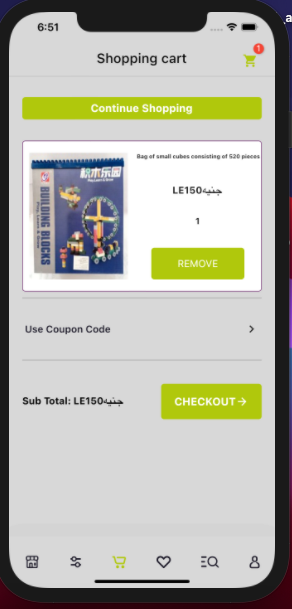 6:51
Shopping cart
1
Continue Shopping
Bag of small cubes consisting of 520 pieces
积木乐园
BUILDING BLOCKS
LE150جنيه
1
REMOVE
Use Coupon Code
Sub Total: LE150جنيه
CHECKOUT→